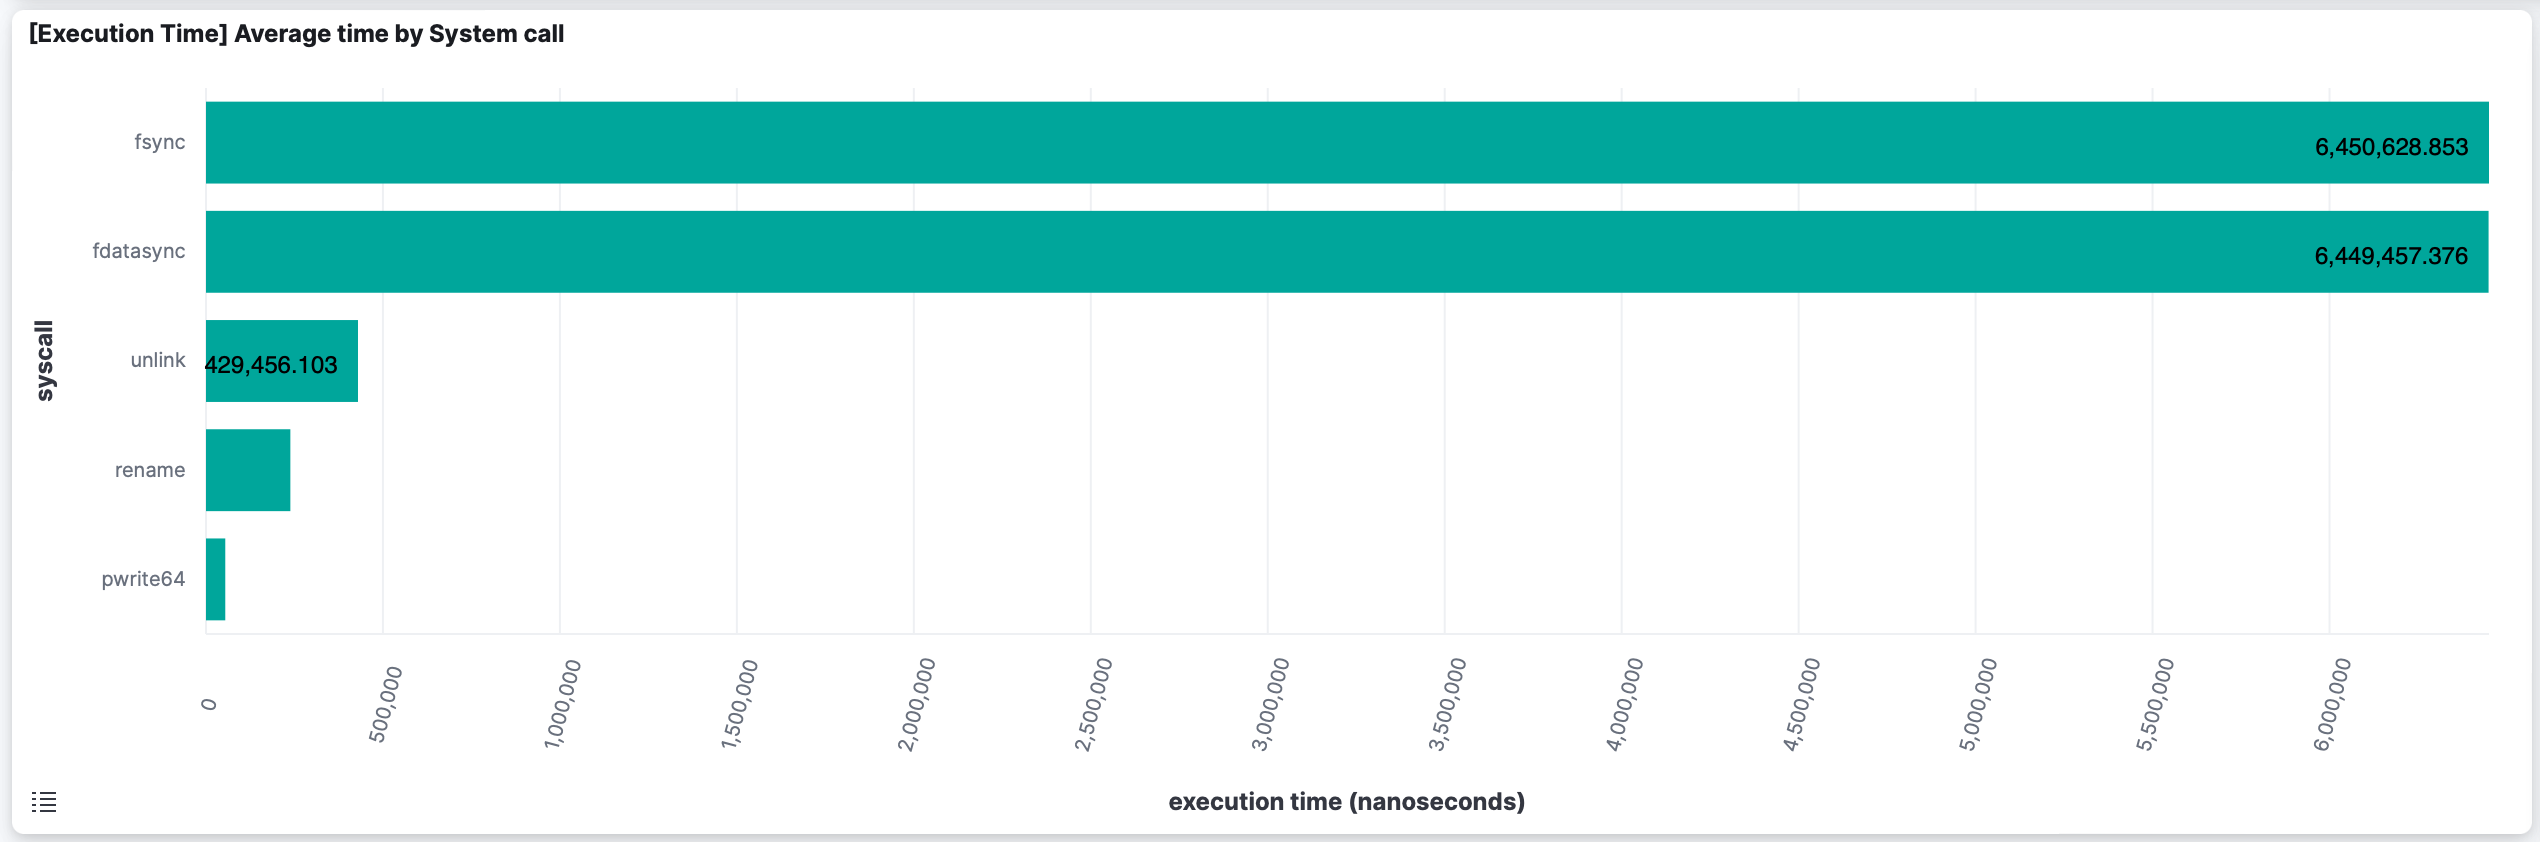 [Execution Time] Average time by System call
fsync
6,450,628.853
fdatasync
6,449,457.376
syscall
unlink
429,456.103
rename
pwrite64
0
500,000
1,000,000
1,500,000
2,000,000
2,500,000
3,000,000
3,500,000
4,000,000
4,500,000
5,000,000
5,500,000
6,000,000
execution time (nanoseconds)